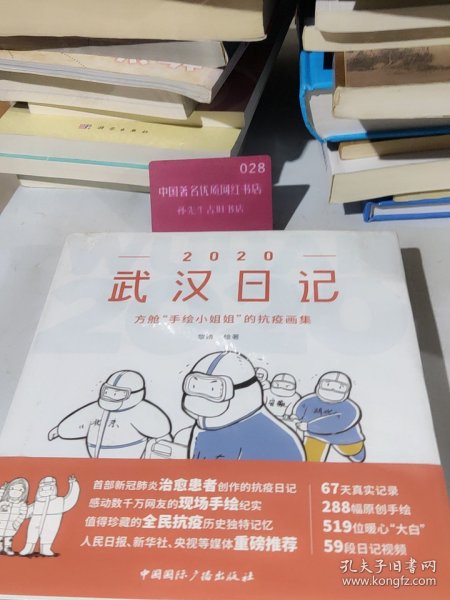 028
中国著名优质网红书店
孙先生古旧书店
2020
武汉日记
方舱“手绘小姐姐”的抗疫画集
黎婧 绘著
首部新冠肺炎治愈患者创作的抗疫日记
感动数千万网友的现场手绘纪实
值得珍藏的全民抗疫历史独特记忆
人民日报、新华社、央视等媒体重磅推荐
67天真实记录
288幅原创手绘
519位暖心“大白”
59段日记视频
中国国际广播出版社
孔夫子旧书网
www.kongfz.com